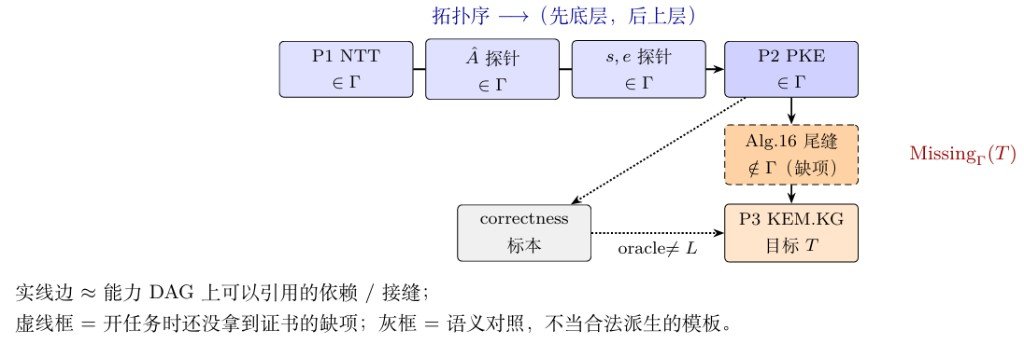 拓扑序 ⟶（先底层，后上层）
P1 NTT
∈ Γ
Â 探针
∈ Γ
s, e 探针
∈ Γ
P2 PKE
∈ Γ
Alg.16 尾缝
∉ Γ（缺项）
Missing_Γ(T)
correctness
标本
oracle≠ L
P3 KEM.KG
目标 T
实线边 ≈ 能力 DAG 上可以引用的依赖 / 接缝；
虚线框 = 开任务时还没拿到证书的缺项；灰框 = 语义对照，不当合法派生的模板。